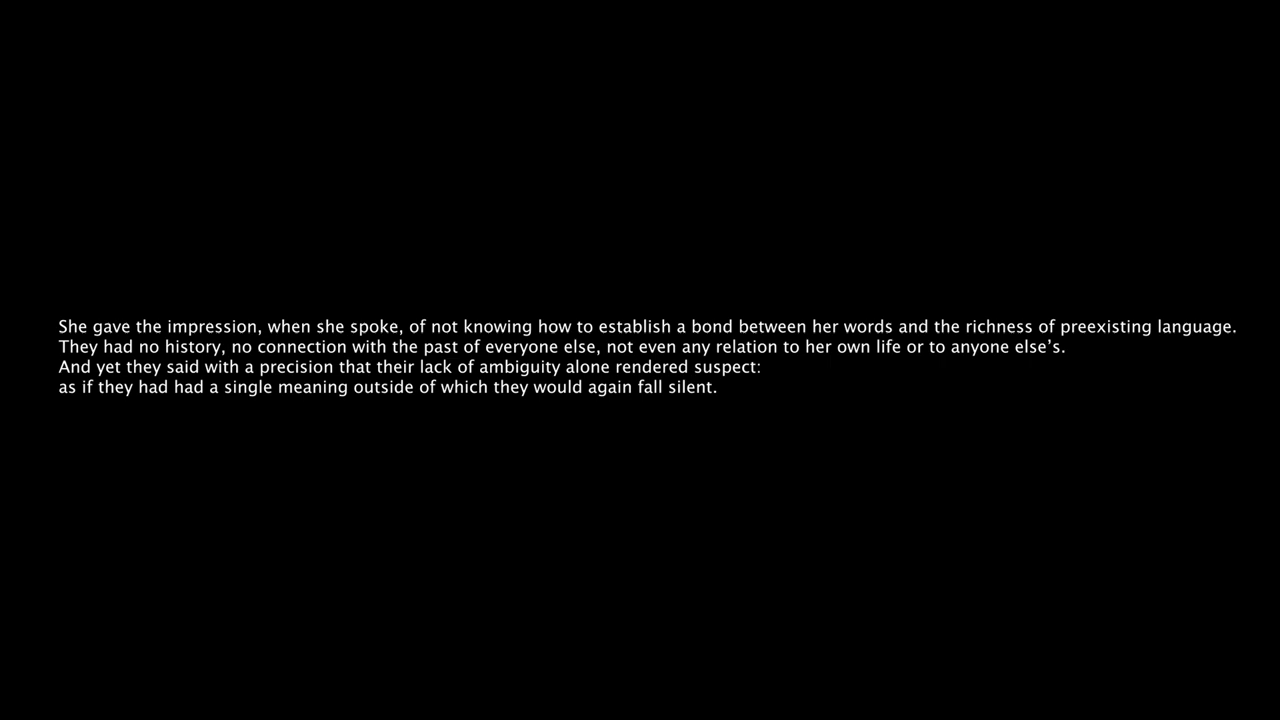 She gave the impression, when she spoke, of not knowing how to establish a bond between her words and the richness of preexisting language.
They had no history, no connection with the past of everyone else, not even any relation to her own life or to anyone else’s.
And yet they said with a precision that their lack of ambiguity alone rendered suspect:
as if they had had a single meaning outside of which they would again fall silent.